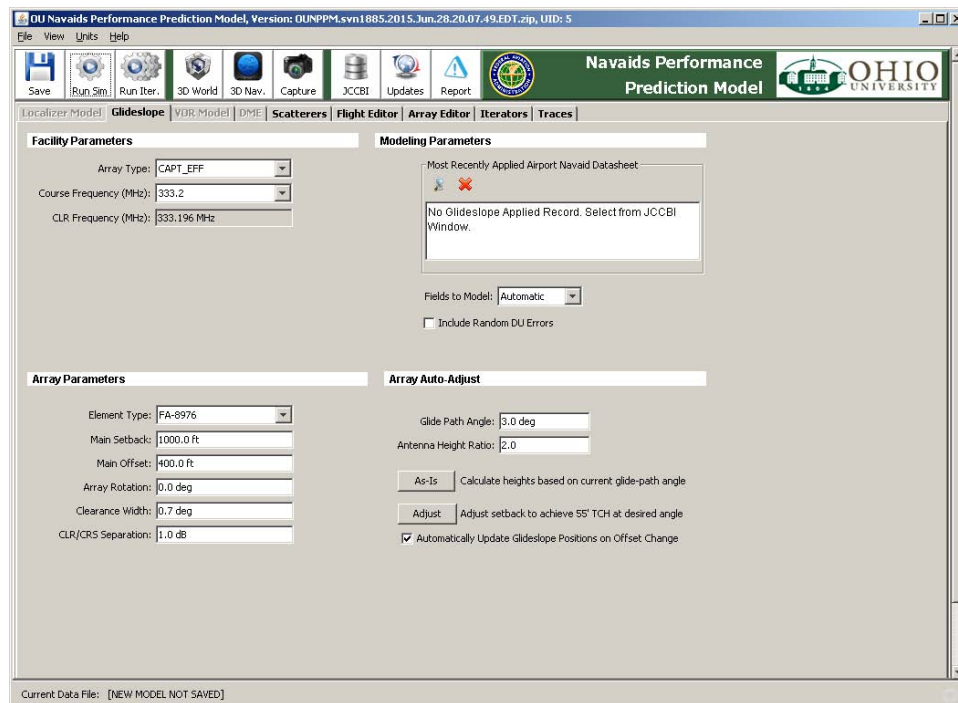 OU Navaids Performance Prediction Model, Version: OUNPPM.svn1885.2015.Jun.28.20.07.49.EDT.zip, UID: 5
File View Units Help
Save Run Sim Run Iter. 3D World 3D Nav. Capture JCCBI Updates Report
Navaids Performance
Prediction Model
OHIO
UNIVERSITY
Localizer Model Glideslope VOR Model DME Scatterers Flight Editor Array Editor Iterators Traces
Facility Parameters
Array Type: CAPT_EFF
Course Frequency (MHz): 333.2
CLR Frequency (MHz): 333.196 MHz
Modeling Parameters
Most Recently Applied Airport Navaid Datasheet
No Glideslope Applied Record. Select from JCCBI
Window.
Fields to Model: Automatic
Include Random DU Errors
Array Parameters
Element Type: FA-8976
Main Setback: 1000.0 ft
Main Offset: 400.0 ft
Array Rotation: 0.0 deg
Clearance Width: 0.7 deg
CLR/CRS Separation: 1.0 dB
Array Auto-Adjust
Glide Path Angle: 3.0 deg
Antenna Height Ratio: 2.0
As-Is Calculate heights based on current glide-path angle
Adjust Adjust setback to achieve 55' TCH at desired angle
Automatically Update Glideslope Positions on Offset Change
Current Data File: [NEW MODEL NOT SAVED]